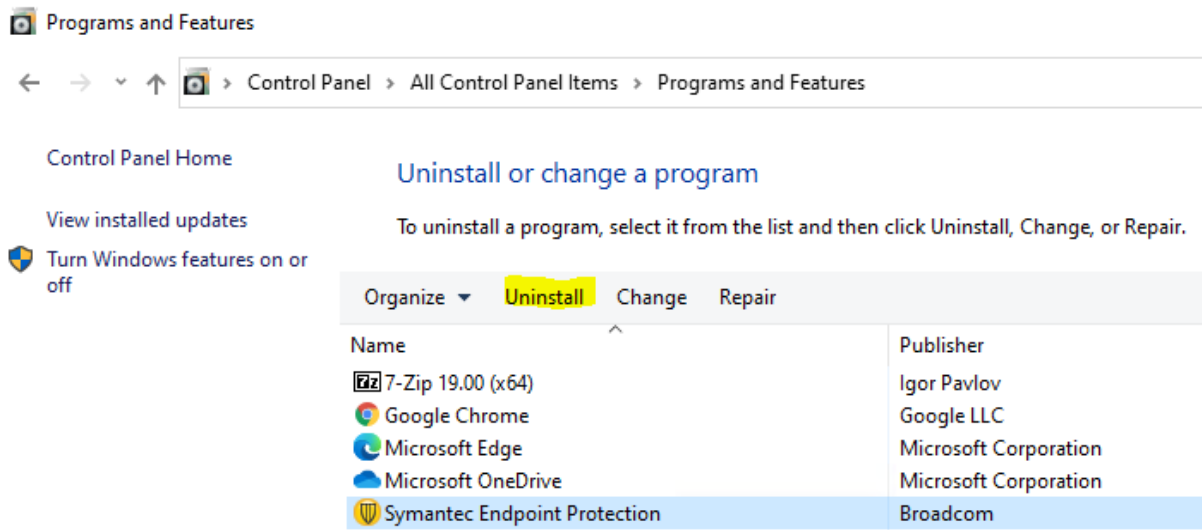 Programs and Features
Control Panel > All Control Panel Items > Programs and Features
Control Panel Home
View installed updates
Turn Windows features on or
off
Uninstall or change a program
To uninstall a program, select it from the list and then click Uninstall, Change, or Repair.
Organize Uninstall Change Repair
Name Publisher
7z 7-Zip 19.00 (x64) Igor Pavlov
Google Chrome Google LLC
Microsoft Edge Microsoft Corporation
Microsoft OneDrive Microsoft Corporation
Symantec Endpoint Protection Broadcom